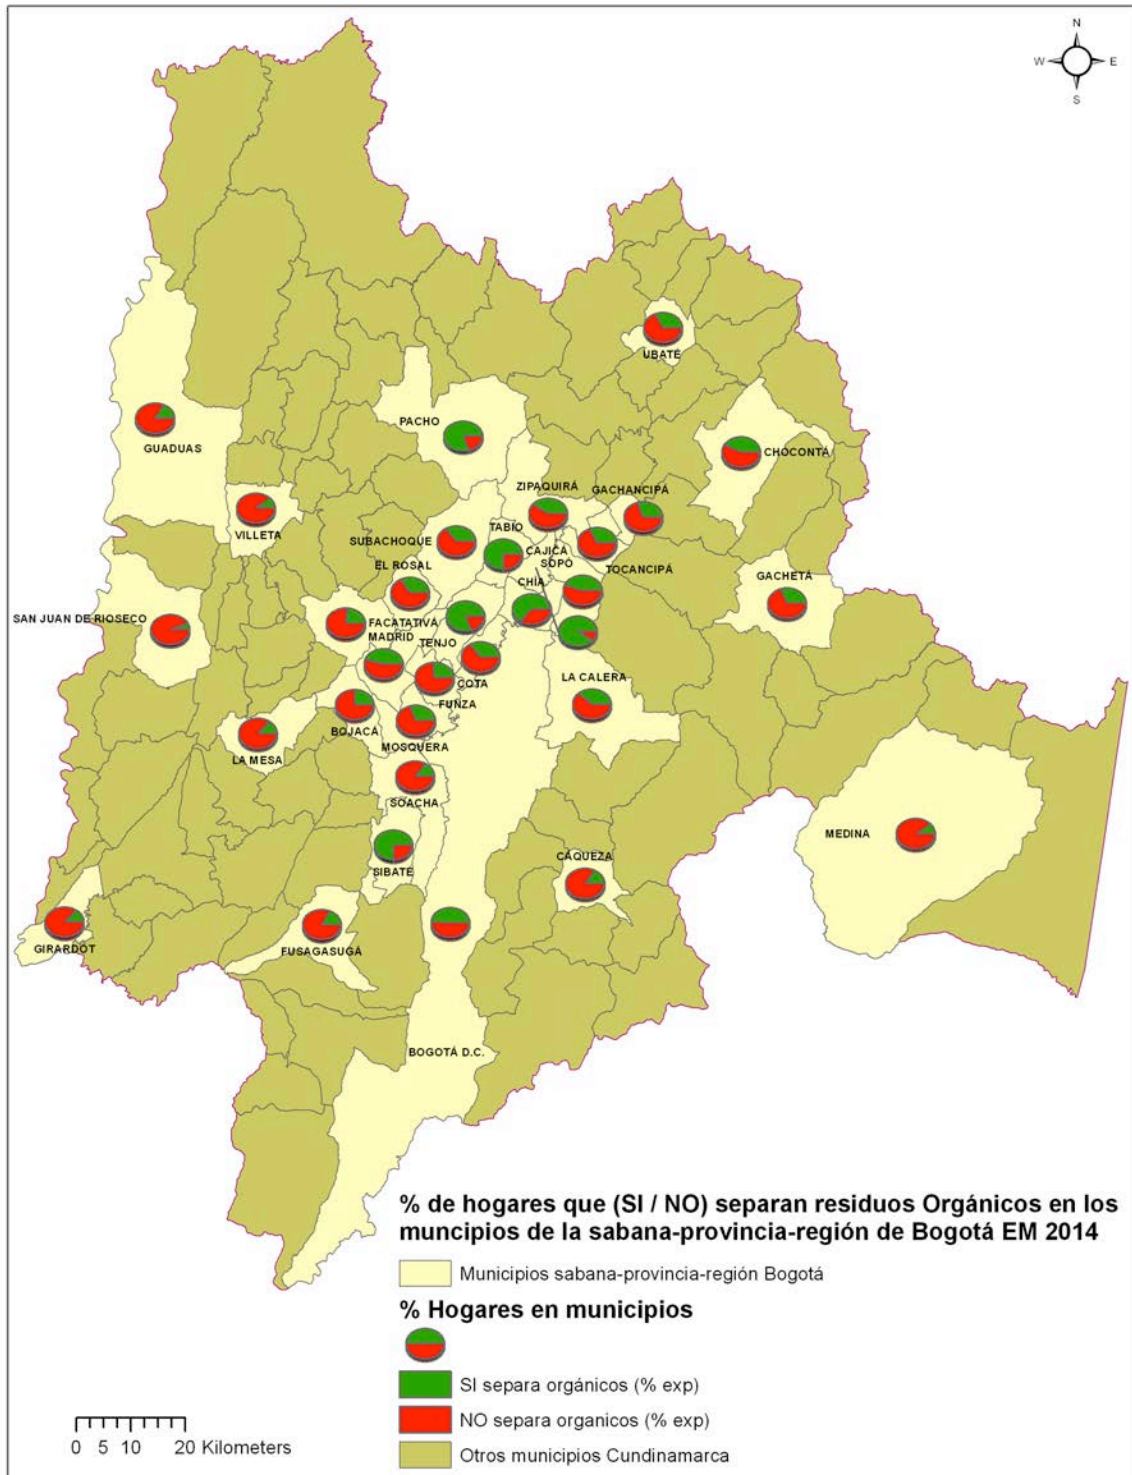 N
W
E
S
UBATÉ
PACHO
CHOCONTÁ
GUADUAS
ZIPAQUIRÁ
GACHANCIPÁ
VILLETA
TABIO
SUBACHOQUE
CAJICÁ
SOPÓ
TOCANCIPÁ
EL ROSAL
CHÍA
GACHETÁ
SAN JUAN DE RIOSECO
FACATATIVÁ
MADRID
TENJO
LA CALERA
COTA
FUNZA
BOJACÁ
MOSQUERA
LA MESA
SOACHA
MEDINA
SIBATÉ
CÁQUEZA
GIRARDOT
FUSAGASUGÁ
BOGOTÁ D.C.
% de hogares que (SI / NO) separan residuos Orgánicos en los
muncipios de la sabana-provincia-región de Bogotá EM 2014
Municipios sabana-provincia-región Bogotá
% Hogares en municipios
SI separa orgánicos (% exp)
NO separa organicos (% exp)
Otros municipios Cundinamarca
0 5 10 20 Kilometers